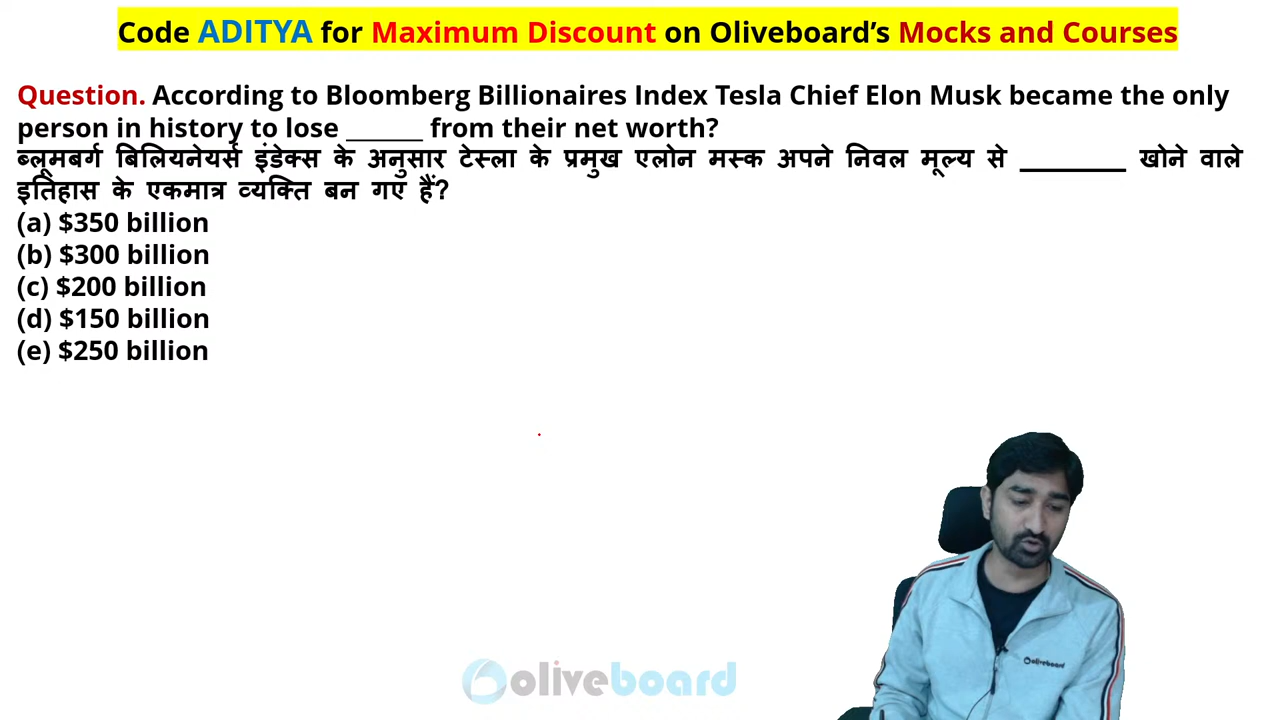 Code ADITYA for Maximum Discount on Oliveboard’s Mocks and Courses
Question. According to Bloomberg Billionaires Index Tesla Chief Elon Musk became the only
person in history to lose ______ from their net worth?
ब्लूमबर्ग बिलियनेयर्स इंडेक्स के अनुसार टेस्ला के प्रमुख एलोन मस्क अपने निवल मूल्य से ________ खोने वाले
इतिहास के एकमात्र व्यक्ति बन गए हैं?
(a) $350 billion
(b) $300 billion
(c) $200 billion
(d) $150 billion
(e) $250 billion
oliveboard
oliveboard